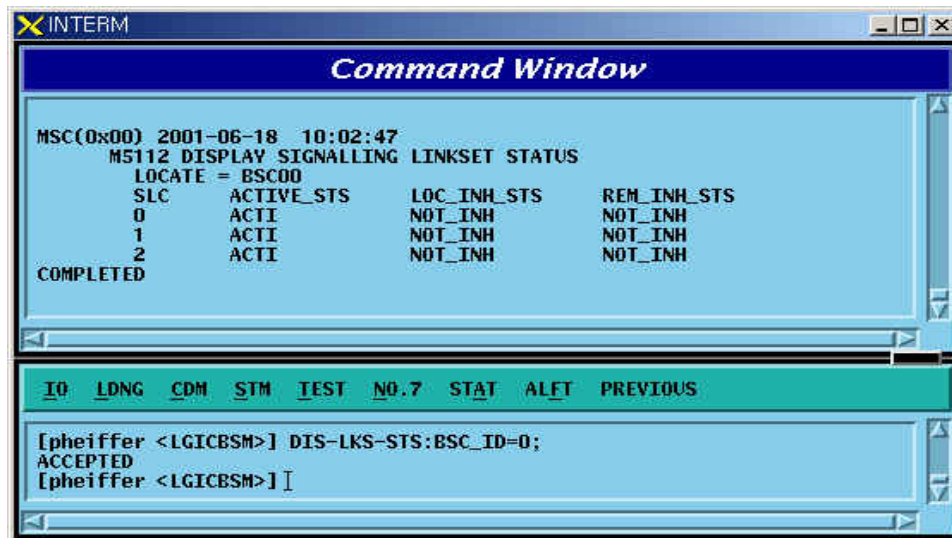 INTERM
Command Window
MSC(0x00) 2001-06-18 10:02:47
M5112 DISPLAY SIGNALLING LINKSET STATUS
LOCATE = BSC00
SLC ACTIVE_STS LOC_INH_STS REM_INH_STS
0 ACTI NOT_INH NOT_INH
1 ACTI NOT_INH NOT_INH
2 ACTI NOT_INH NOT_INH
COMPLETED
IO LDNG CDM STM TEST NO.7 STAT ALFT PREVIOUS
[pheiffer <LGICBSM>] DIS-LKS-STS:BSC_ID=0;
ACCEPTED
[pheiffer <LGICBSM>]